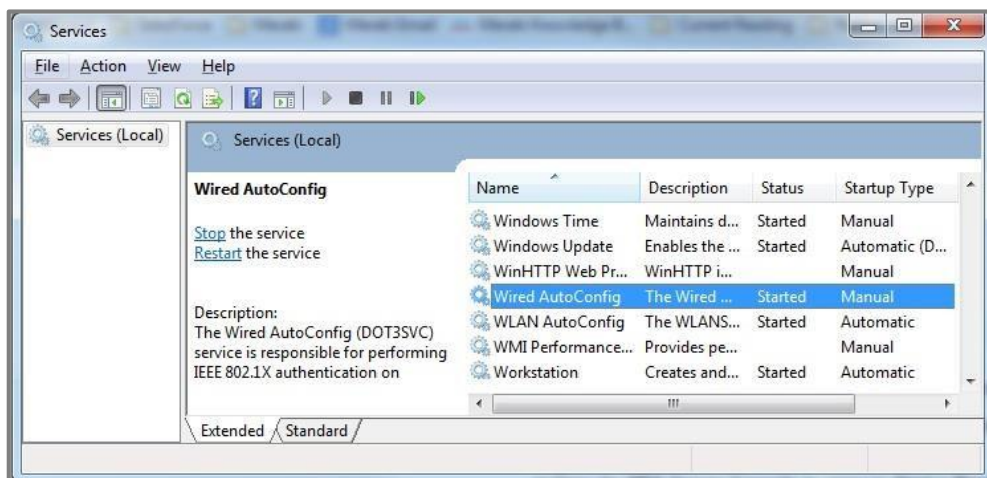 Services
File Action View Help
Services (Local)
Services (Local)
Wired AutoConfig
Stop the service
Restart the service
Description:
The Wired AutoConfig (DOT3SVC)
service is responsible for performing
IEEE 802.1X authentication on
Name Description Status Startup Type
Windows Time Maintains d... Started Manual
Windows Update Enables the ... Started Automatic (D...
WinHTTP Web Pr... WinHTTP i... Manual
Wired AutoConfig The Wired ... Started Manual
WLAN AutoConfig The WLANS... Started Automatic
WMI Performance... Provides pe... Manual
Workstation Creates and... Started Automatic
Extended Standard